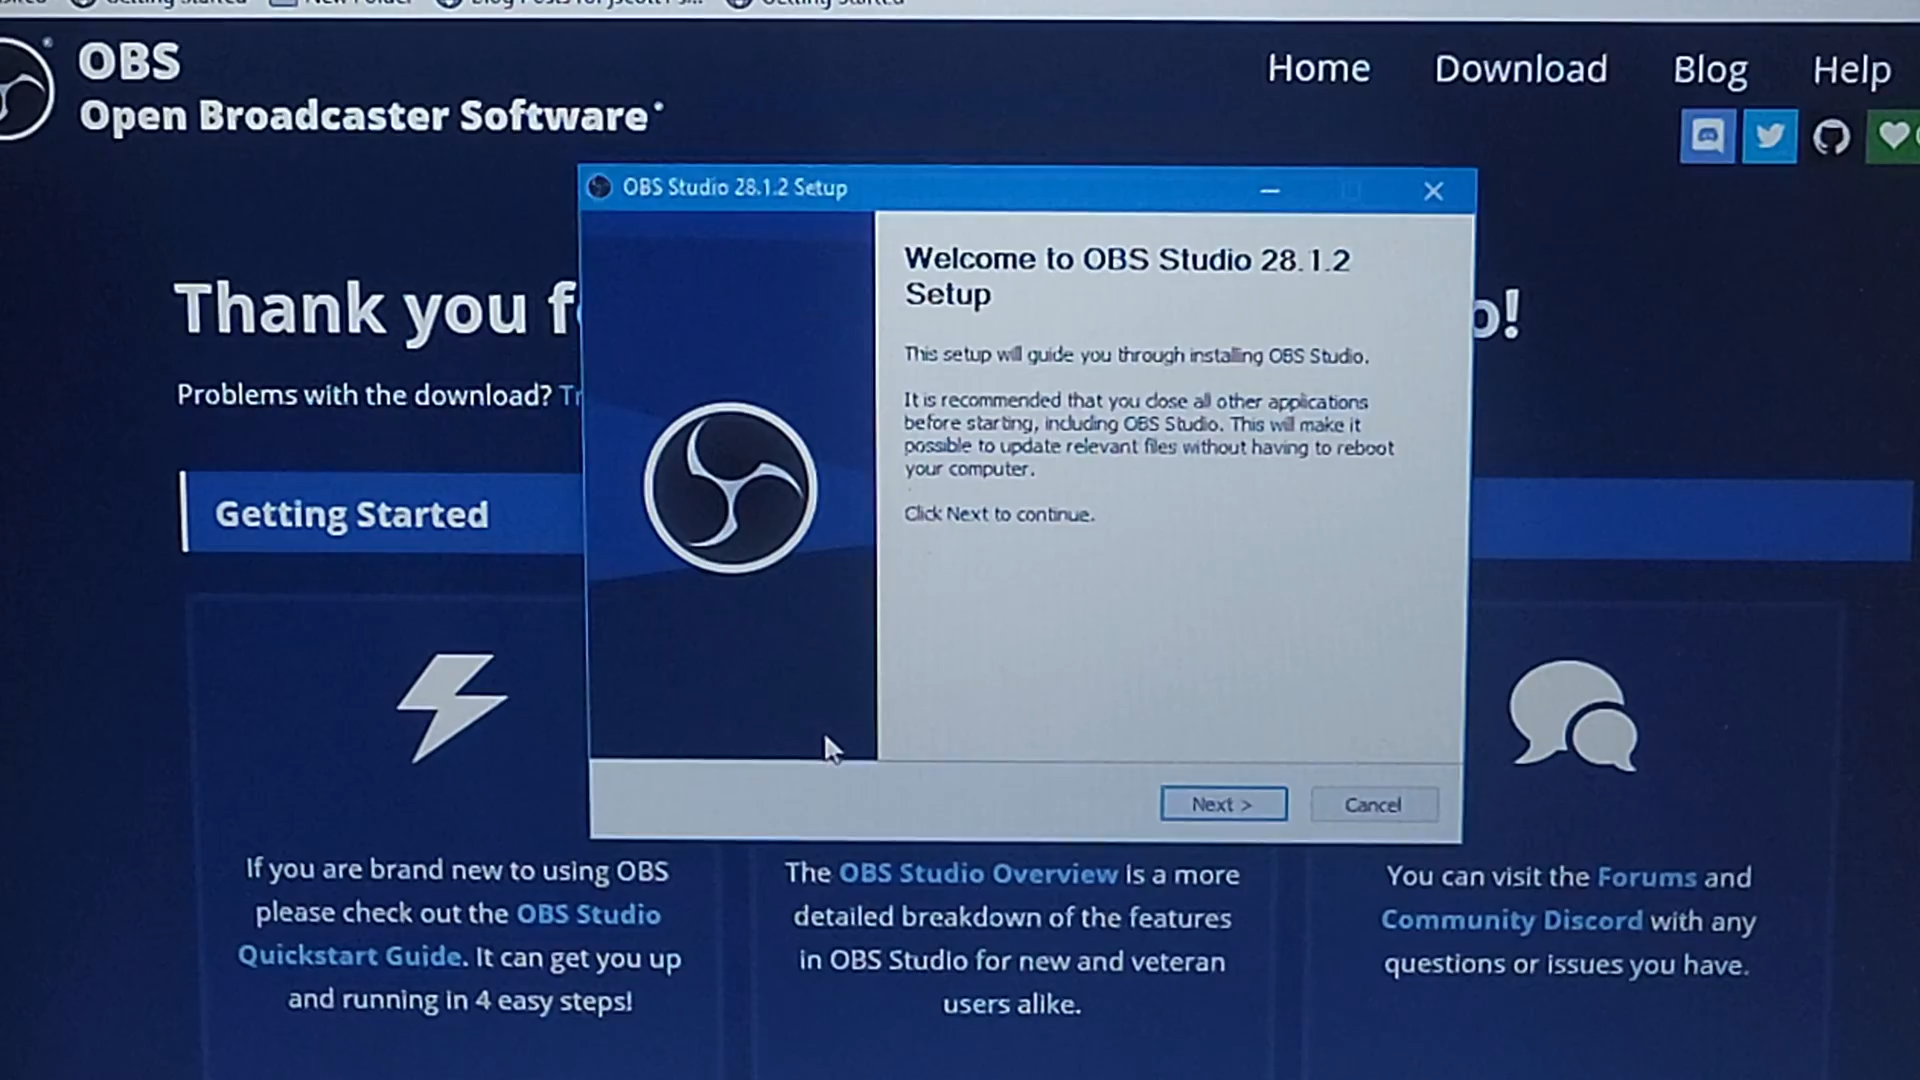 OBS
Open Broadcaster Software
Home Download Blog Help
OBS Studio 28.1.2 Setup
Welcome to OBS Studio 28.1.2
Setup
Thank you f
o!
This setup will guide you through installing OBS Studio.
Problems with the download? Tr
It is recommended that you close all other applications
before starting, including OBS Studio. This will make it
possible to update relevant files without having to reboot
your computer.
Click Next to continue.
Getting Started
Next > Cancel
If you are brand new to using OBS
please check out the OBS Studio
Quickstart Guide. It can get you up
and running in 4 easy steps!
The OBS Studio Overview is a more
detailed breakdown of the features
in OBS Studio for new and veteran
users alike.
You can visit the Forums and
Community Discord with any
questions or issues you have.